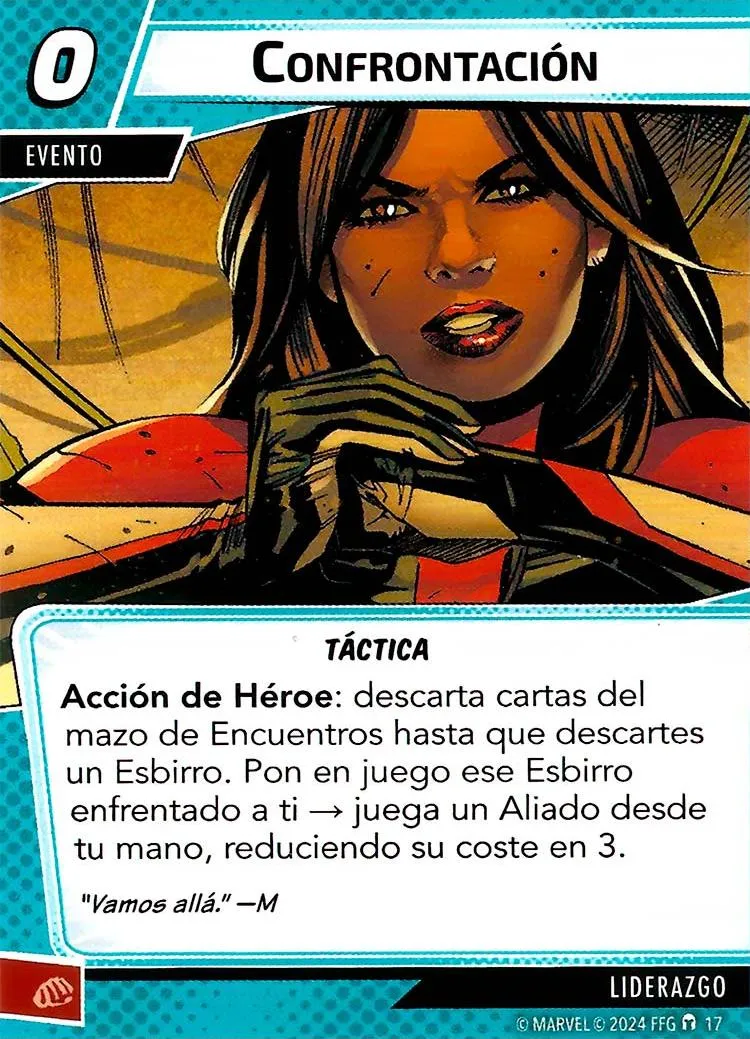 0
CONFRONTACIÓN
EVENTO
TÁCTICA
Acción de Héroe: descarta cartas del
mazo de Encuentros hasta que descartes
un Esbirro. Pon en juego ese Esbirro
enfrentado a ti → juega un Aliado desde
tu mano, reduciendo su coste en 3.
"Vamos allá." —M
LIDERAZGO
© MARVEL © 2024 FFG 17